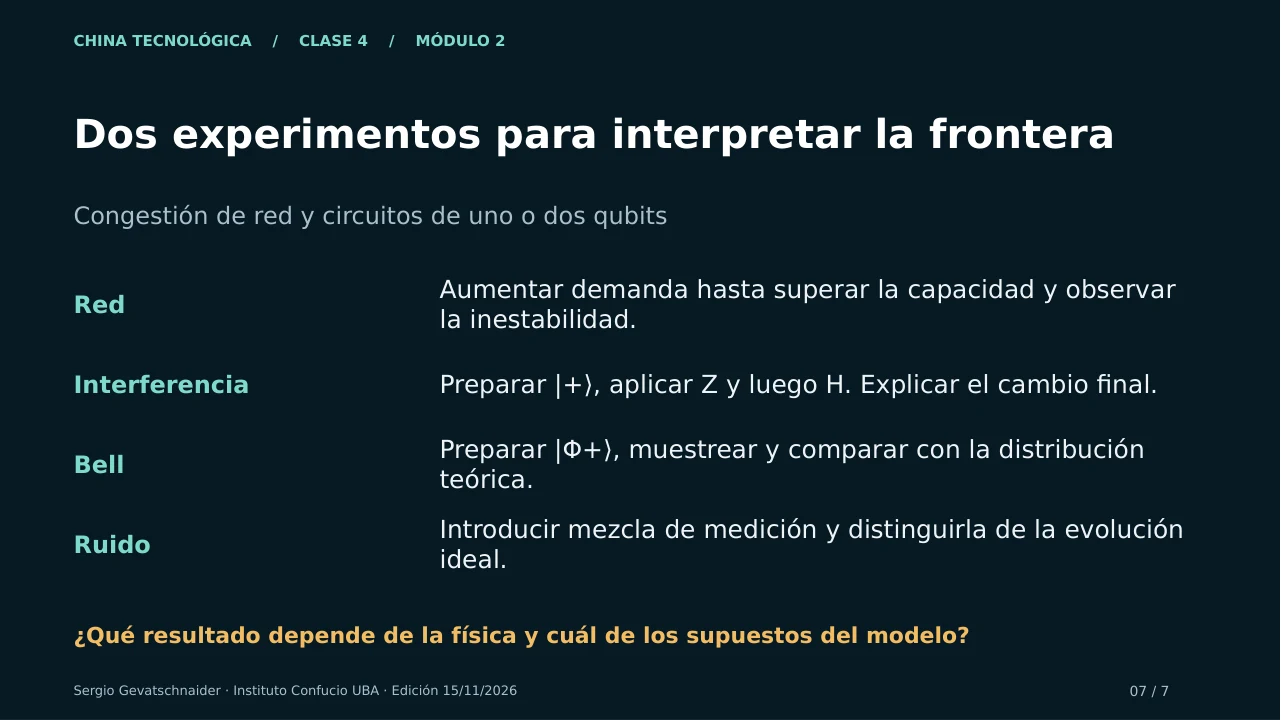 CHINA TECNOLÓGICA / CLASE 4 / MÓDULO 2
Dos experimentos para interpretar la frontera
Congestión de red y circuitos de uno o dos qubits
Red
Aumentar demanda hasta superar la capacidad y observar
la inestabilidad.
Interferencia
Preparar |+⟩, aplicar Z y luego H. Explicar el cambio final.
Bell
Preparar |Φ+⟩, muestrear y comparar con la distribución
teórica.
Ruido
Introducir mezcla de medición y distinguirla de la evolución
ideal.
¿Qué resultado depende de la física y cuál de los supuestos del modelo?
Sergio Gevatschnaider · Instituto Confucio UBA · Edición 15/11/2026
07 / 7